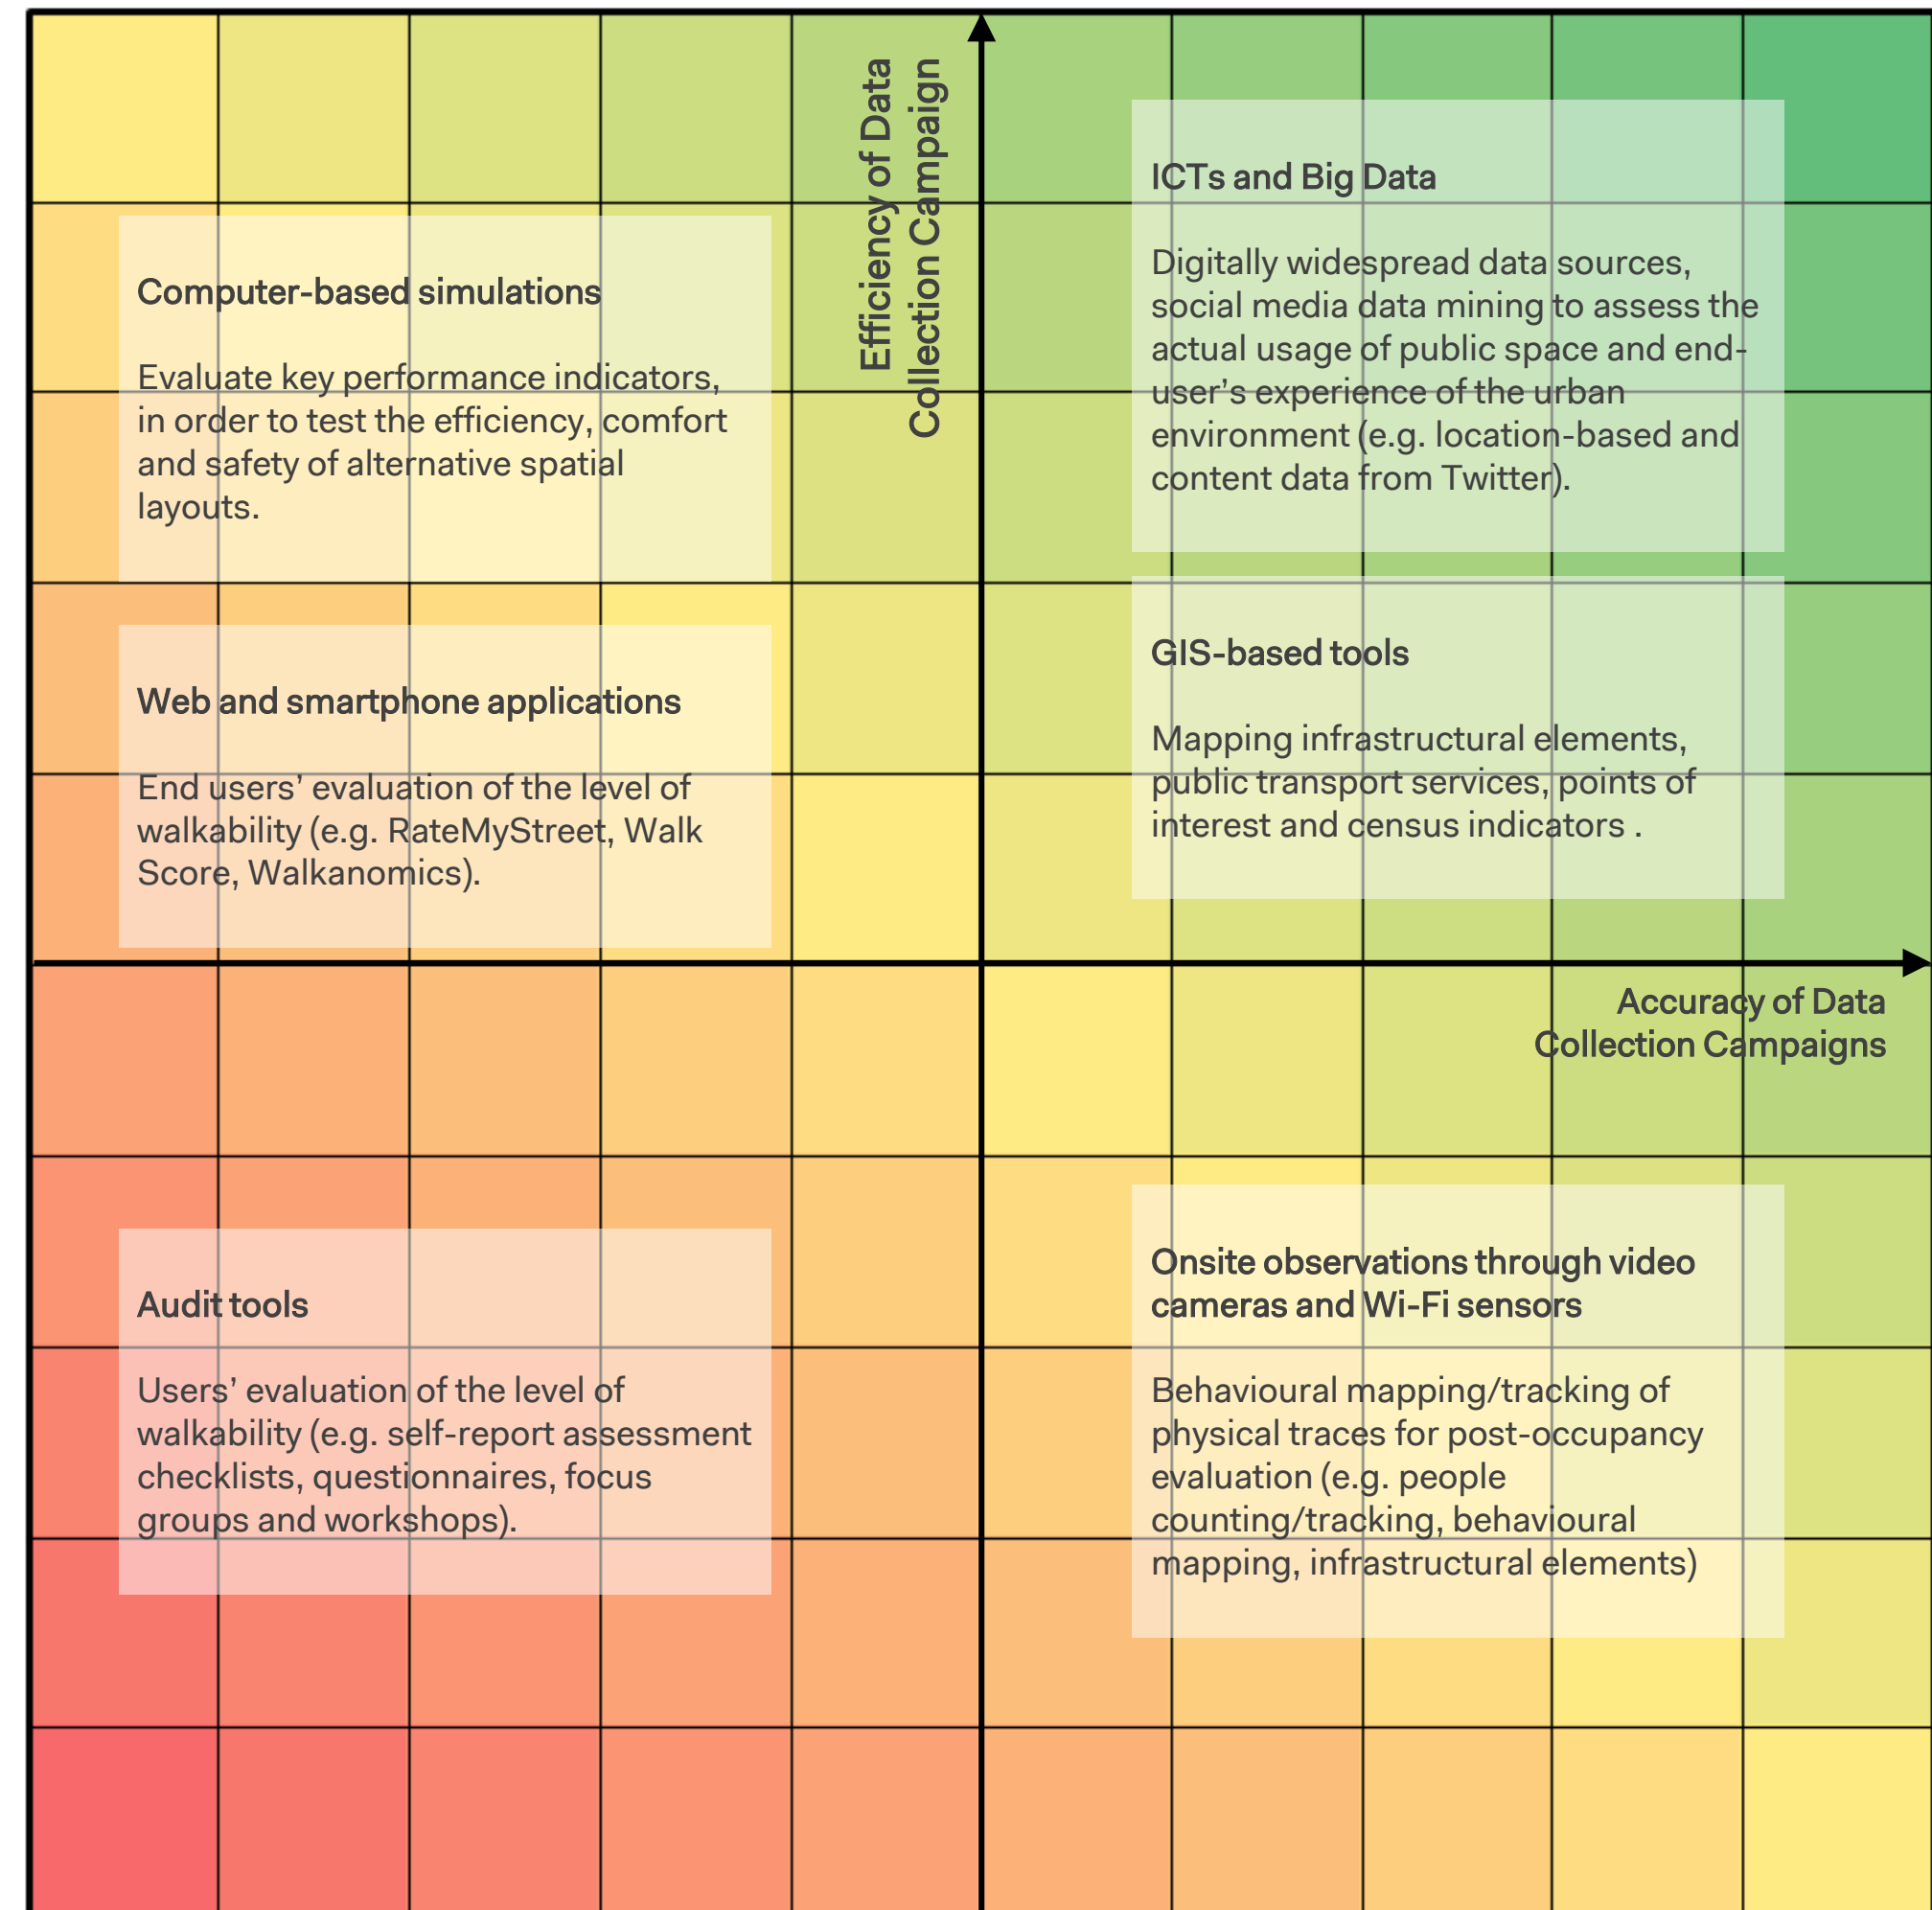 Efficiency of Data
Collection Campaign
Computer-based simulations
Evaluate key performance indicators,
in order to test the efficiency, comfort
and safety of alternative spatial
layouts.
ICTs and Big Data
Digitally widespread data sources,
social media data mining to assess the
actual usage of public space and end-
user’s experience of the urban
environment (e.g. location-based and
content data from Twitter).
Web and smartphone applications
End users’ evaluation of the level of
walkability (e.g. RateMyStreet, Walk
Score, Walkanomics).
GIS-based tools
Mapping infrastructural elements,
public transport services, points of
interest and census indicators .
Accuracy of Data
Collection Campaigns
Audit tools
Users’ evaluation of the level of
walkability (e.g. self-report assessment
checklists, questionnaires, focus
groups and workshops).
Onsite observations through video
cameras and Wi-Fi sensors
Behavioural mapping/tracking of
physical traces for post-occupancy
evaluation (e.g. people
counting/tracking, behavioural
mapping, infrastructural elements)